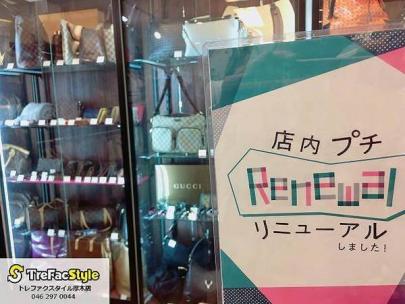 店内 プチ
Renewal
リニューアル
しました!
GUCCI
TreFacStyle
トレファクスタイル厚木店
046 297 0044